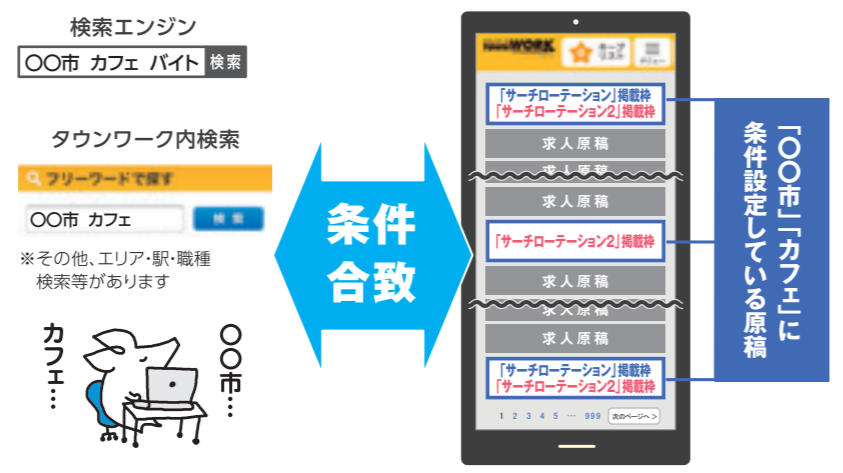 検索エンジン
〇〇市 カフェ バイト 検索
タウンワーク内検索
フリーワードで探す
〇〇市 カフェ 検索
※その他、エリア・駅・職種
検索等があります
カフェ…
〇〇市…
条件
合致
WORK キープリスト メニュー
「サーチローテーション」掲載枠
「サーチローテーション2」掲載枠
求人原稿
求人原稿
求人原稿
「サーチローテーション2」掲載枠
求人原稿
求人原稿
求人原稿
「サーチローテーション」掲載枠
「サーチローテーション2」掲載枠
1 2 3 4 5 … 999 次のページへ >
「〇〇市」「カフェ」に
条件設定している原稿